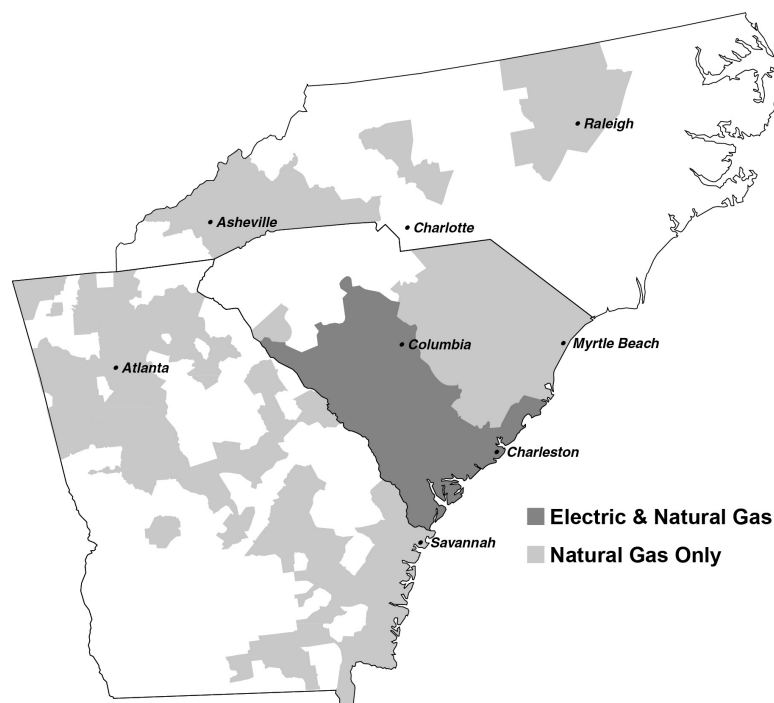 Raleigh
Asheville
Charlotte
Columbia
Myrtle Beach
Atlanta
Charleston
Electric & Natural Gas
Savannah
Natural Gas Only